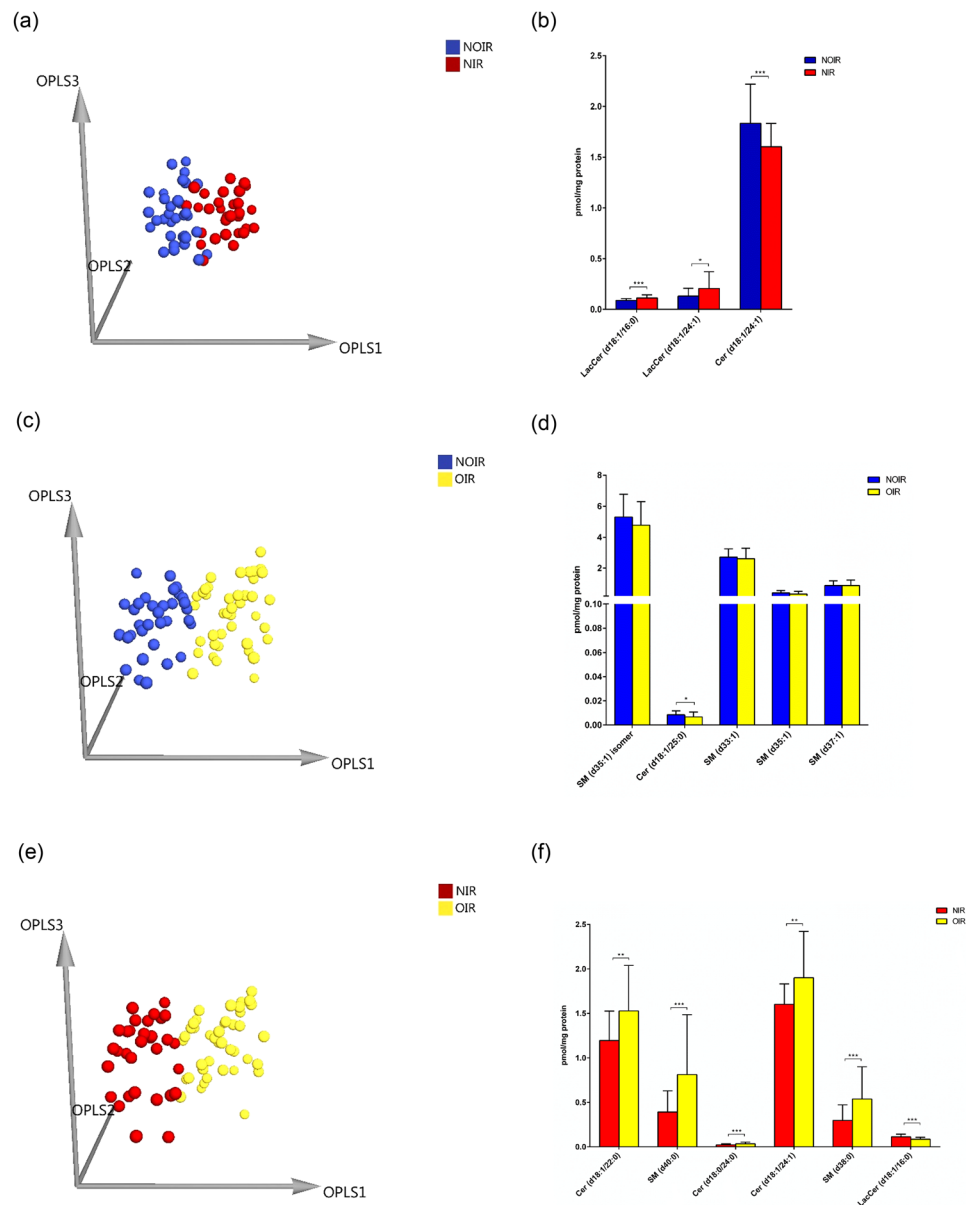 (a)
NOIR
NIR
OPLS3
OPLS2
OPLS1
(b)
NOIR
NIR
pmol/mg protein
2.5
2.0
1.5
1.0
0.5
0.0
***
*
***
LacCer (d18:1/16:0)
LacCer (d18:1/24:1)
Cer (d18:1/24:1)
(c)
NOIR
OIR
OPLS3
OPLS2
OPLS1
(d)
NOIR
OIR
pmol/mg protein
8
6
4
2
0.10
0.08
0.06
0.04
0.02
0.00
*
SM (d35:1) isomer
Cer (d18:1/25:0)
SM (d33:1)
SM (d35:1)
SM (d37:1)
(e)
NIR
OIR
OPLS3
OPLS2
OPLS1
(f)
NIR
OIR
pmol/mg protein
2.5
2.0
1.5
1.0
0.5
0.0
**
***
***
**
***
***
Cer (d18:1/22:0)
SM (d40:0)
Cer (d18:0/24:0)
Cer (d18:1/24:1)
SM (d38:0)
LacCer (d18:1/16:0)